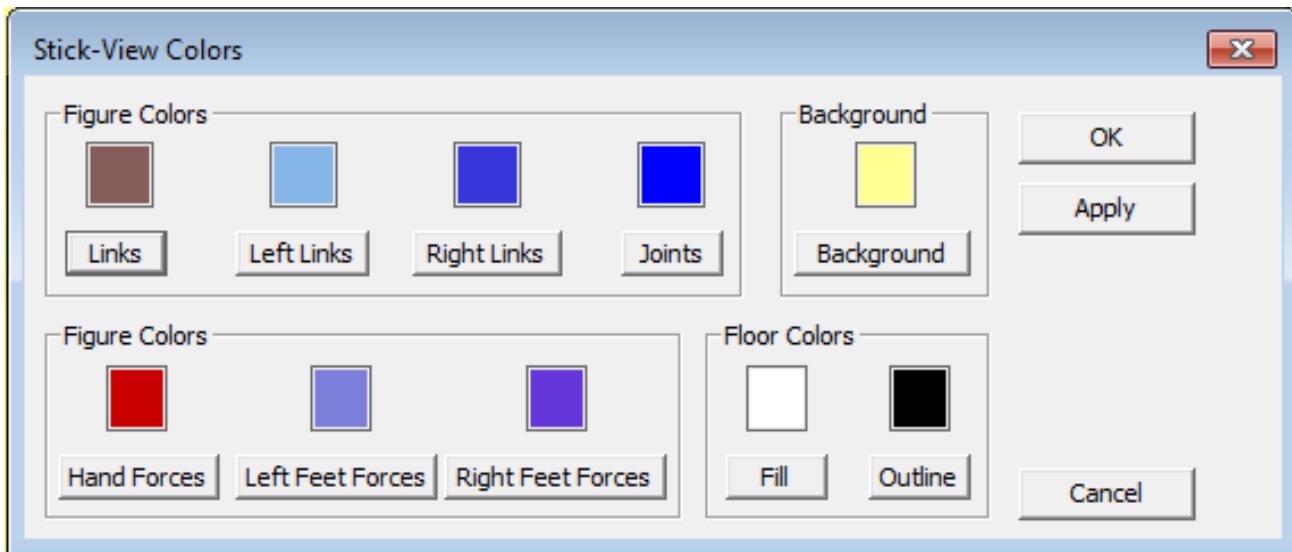 Stick-View Colors
Figure Colors
Links
Left Links
Right Links
Joints
Background
Background
OK
Apply
Figure Colors
Hand Forces
Left Feet Forces
Right Feet Forces
Floor Colors
Fill
Outline
Cancel